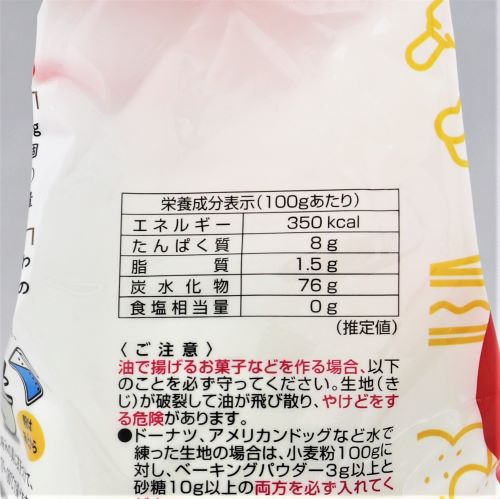 栄養成分表示(100gあたり)
エネルギー 350kcal
たんぱく質 8g
脂質 1.5g
炭水化物 76g
食塩相当量 0g
(推定値)
〈ご注意〉
油で揚げるお菓子などを作る場合、以下
のことを必ず守ってください。生地(き
じ)が破裂して油が飛び散り、やけどをす
る危険があります。
●ドーナツ、アメリカンドッグなど水で
練った生地の場合は、小麦粉100gに
対し、ベーキングパウダー3g以上と
砂糖10g以上の両方を必ず入れてく